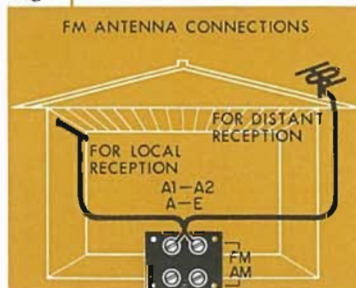 FM ANTENNA CONNECTIONS
FOR DISTANT
RECEPTION
FOR LOCAL
RECEPTION
A1—A2
A—E
FM
AM